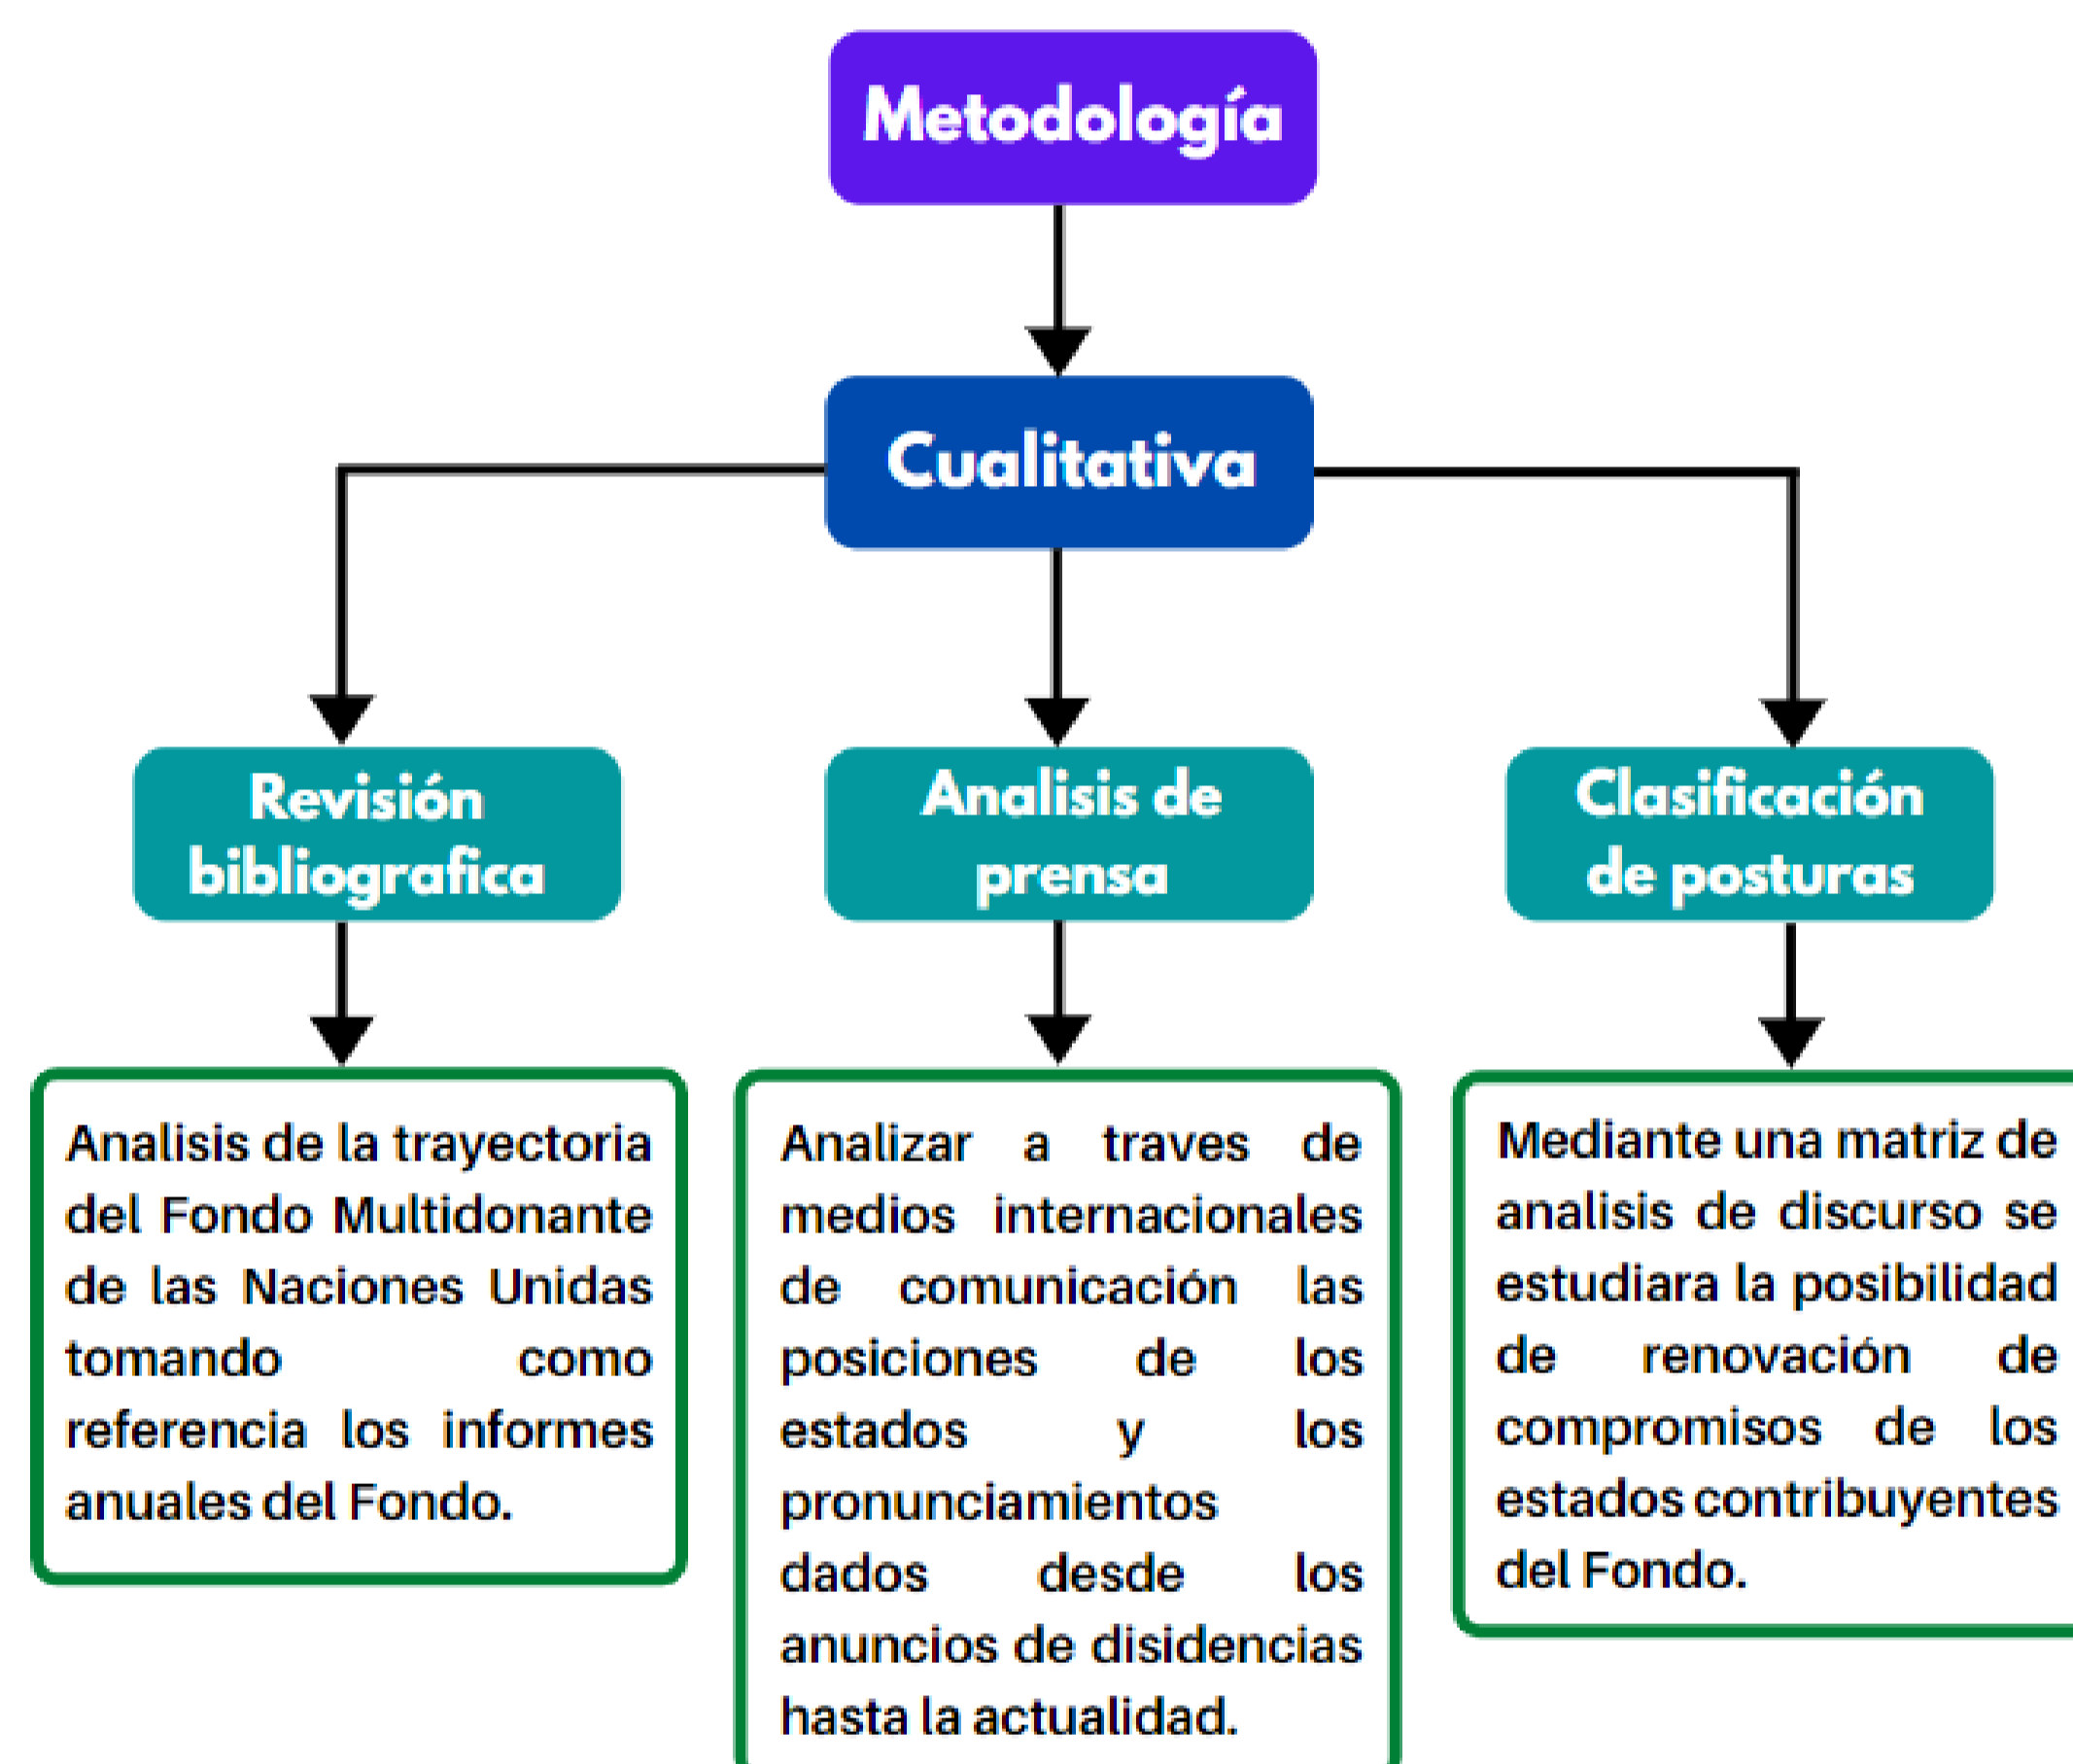 Metodología
Cualitativa
Revisión
bibliografica
Analisis de
prensa
Clasificación
de posturas
Analisis de la trayectoria
del Fondo Multidonante
de las Naciones Unidas
tomando como
referencia los informes
anuales del Fondo.
Analizar a traves de
medios internacionales
de comunicación las
posiciones de los
estados y los
pronunciamientos
dados desde los
anuncios de disidencias
hasta la actualidad.
Mediante una matriz de
analisis de discurso se
estudiara la posibilidad
de renovación de
compromisos de los
estados contribuyentes
del Fondo.